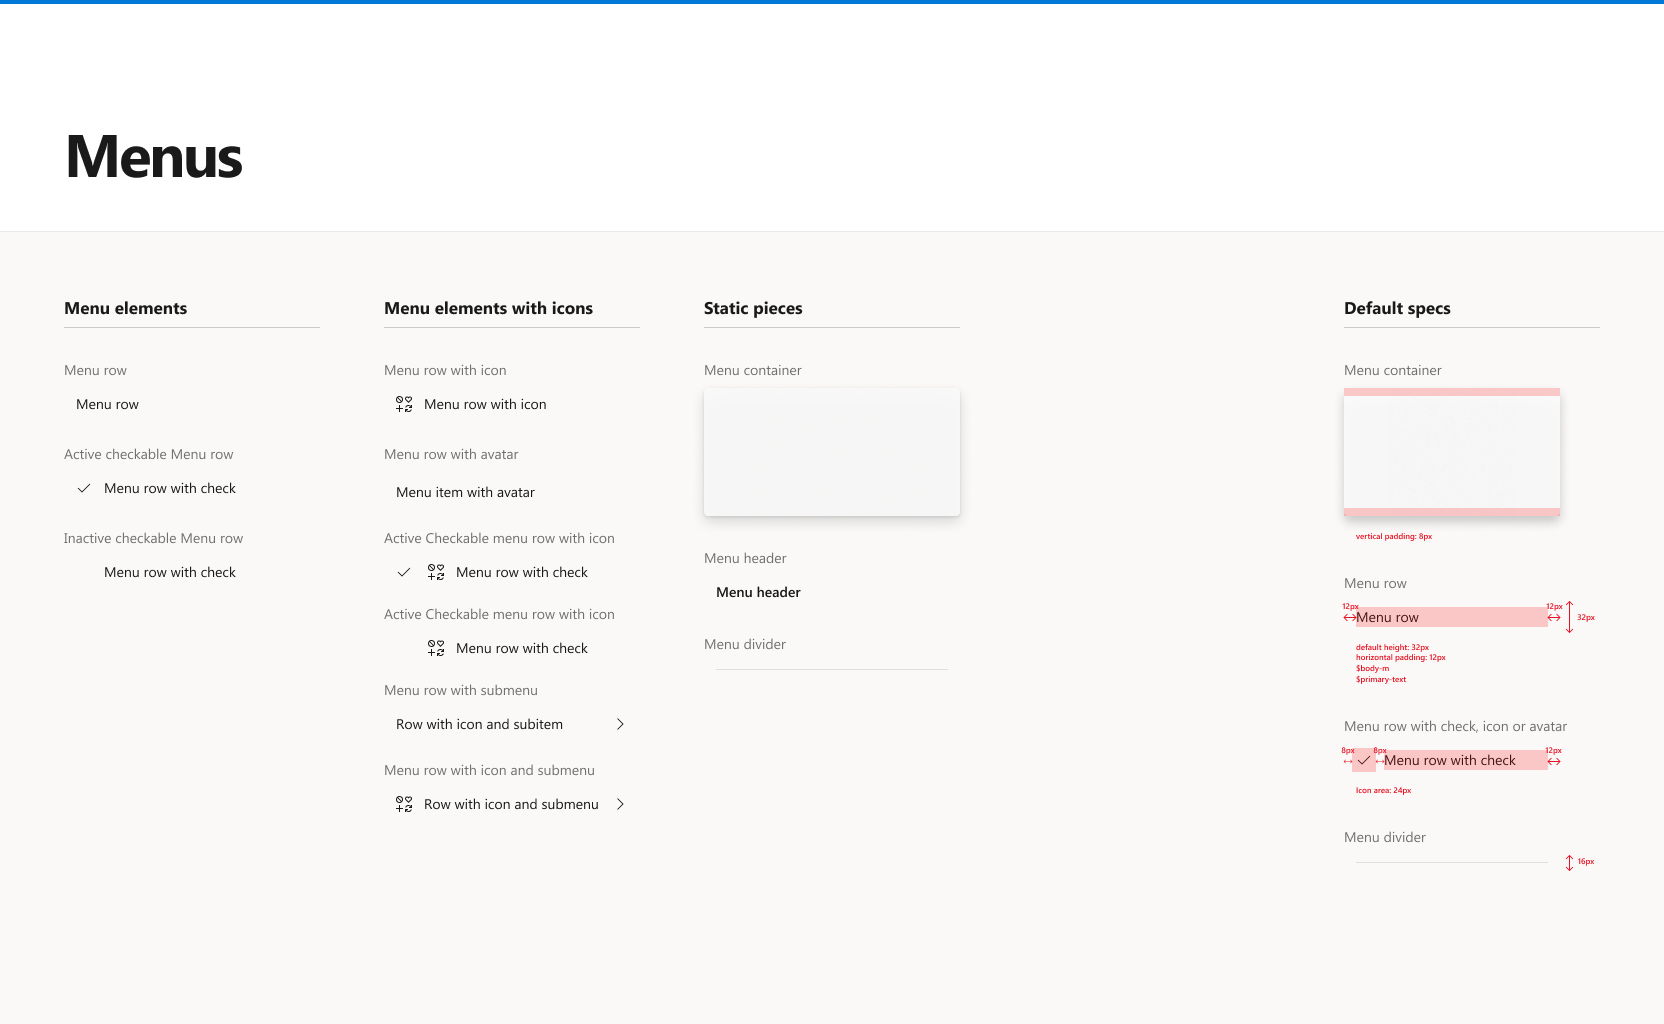 Menus
Menu elements
Menu row
Menu row
Active checkable Menu row
Menu row with check
Inactive checkable Menu row
Menu row with check
Menu elements with icons
Menu row with icon
Menu row with icon
Menu row with avatar
Menu item with avatar
Active Checkable menu row with icon
Menu row with check
Active Checkable menu row with icon
Menu row with check
Menu row with submenu
Row with icon and subitem
Menu row with icon and submenu
Row with icon and submenu
Static pieces
Menu container
Menu header
Menu header
Menu divider
Default specs
Menu container
vertical padding: 8px
Menu row
12px 12px
Menu row 32px
default height: 32px
horizontal padding: 12px
$body-m
$primary-text
Menu row with check, icon or avatar
8px 8px 12px
Menu row with check
Icon area: 24px
Menu divider
16px